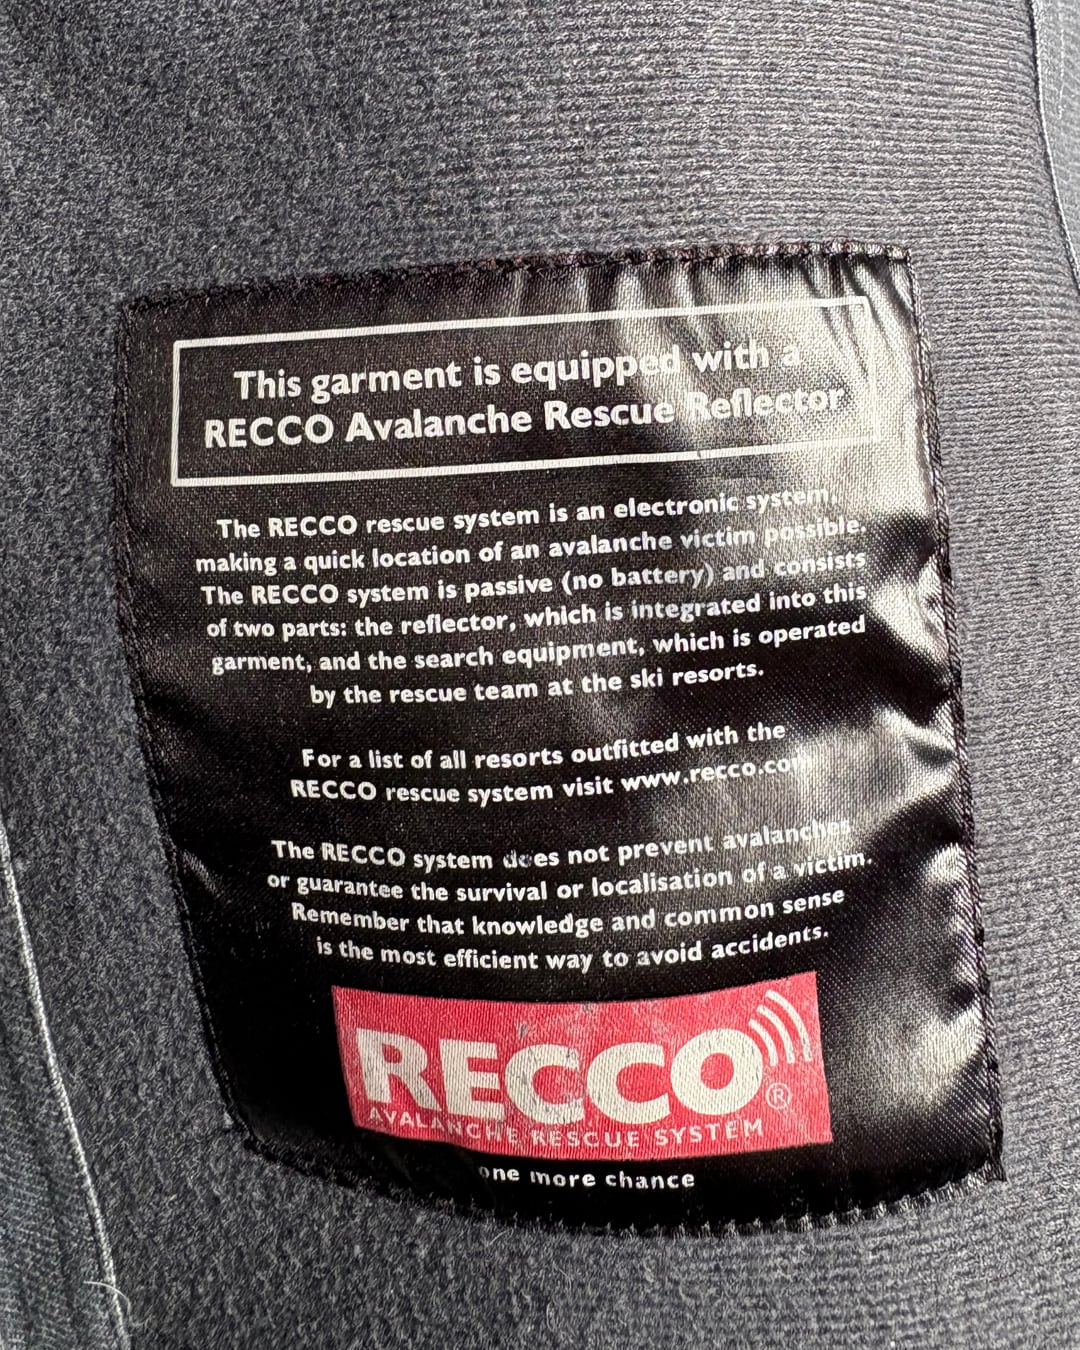 This garment is equipped with a
RECCO Avalanche Rescue Reflector
The RECCO rescue system is an electronic system,
making a quick location of an avalanche victim possible.
The RECCO system is passive (no battery) and consists
of two parts: the reflector, which is integrated into this
garment, and the search equipment, which is operated
by the rescue team at the ski resorts.
For a list of all resorts outfitted with the
RECCO rescue system visit www.recco.com
The RECCO system does not prevent avalanches
or guarantee the survival or localisation of a victim.
Remember that knowledge and common sense
is the most efficient way to avoid accidents.
RECCO®
AVALANCHE RESCUE SYSTEM
one more chance